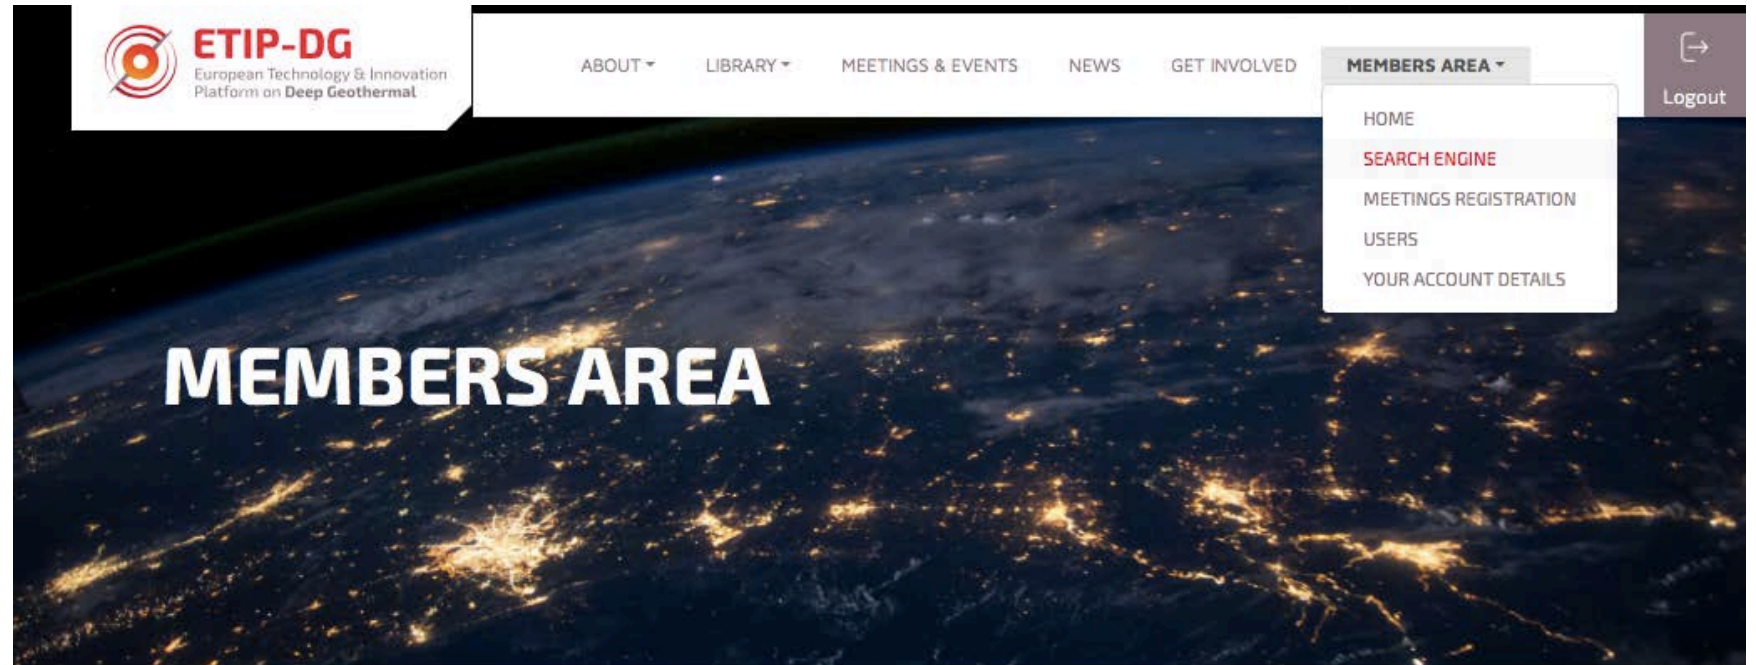 ETIP-DG
European Technology & Innovation
Platform on Deep Geothermal
ABOUT
LIBRARY
MEETINGS & EVENTS
NEWS
GET INVOLVED
MEMBERS AREA
Logout
HOME
SEARCH ENGINE
MEETINGS REGISTRATION
USERS
YOUR ACCOUNT DETAILS
MEMBERS AREA